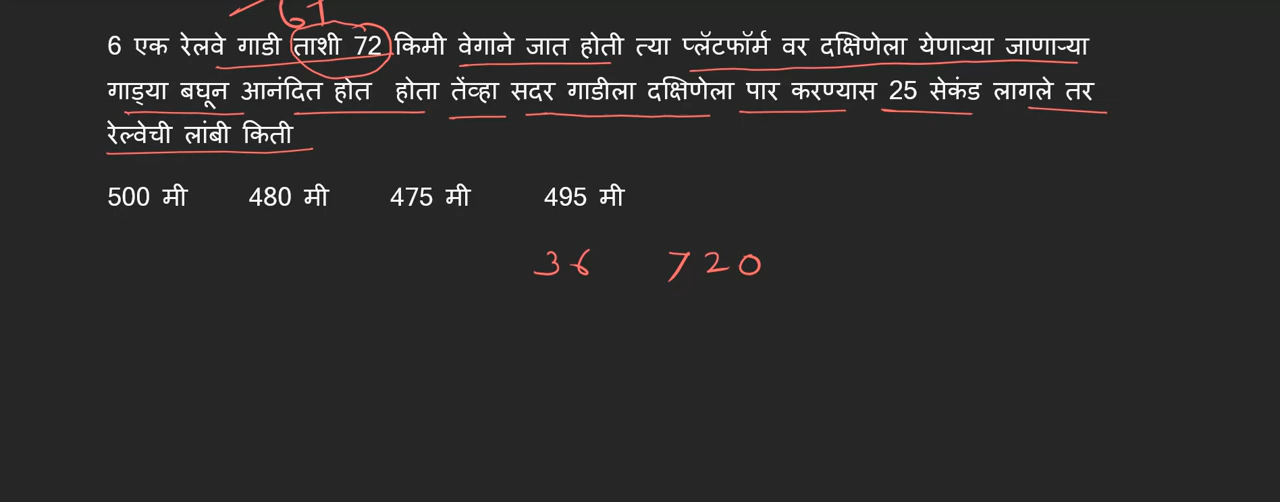 6 एक रेलवे गाडी ताशी 72 किमी वेगाने जात होती त्या प्लॅटफॉर्म वर दक्षिणेला येणाऱ्या जाणाऱ्या
गाड्या बघून आनंदित होत होता तेंव्हा सदर गाडीला दक्षिणेला पार करण्यास 25 सेकंड लागले तर
रेल्वेची लांबी किती
500 मी 480 मी 475 मी 495 मी
36 720